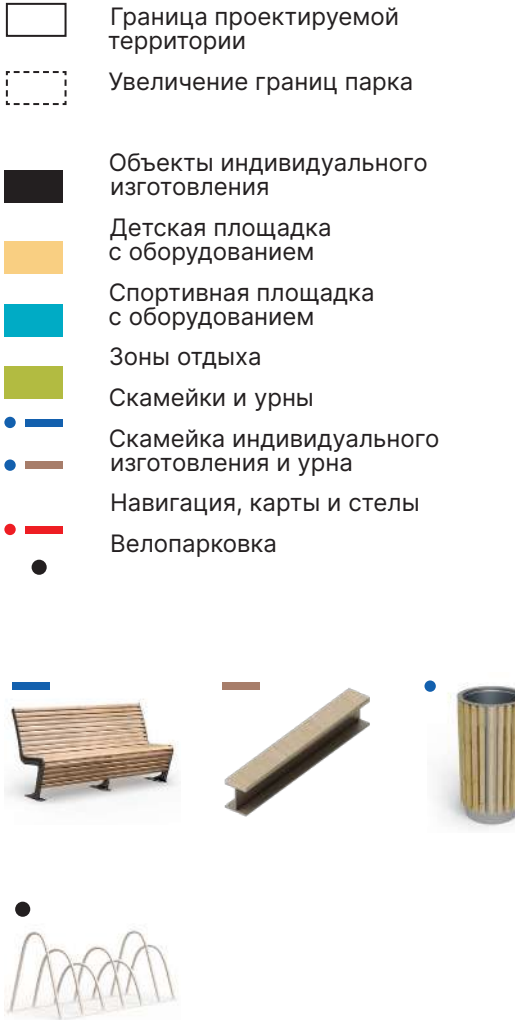 Граница проектируемой
территории
Увеличение границ парка
Объекты индивидуального
изготовления
Детская площадка
с оборудованием
Спортивная площадка
с оборудованием
Зоны отдыха
Скамейки и урны
Скамейка индивидуального
изготовления и урна
Навигация, карты и стелы
Велопарковка